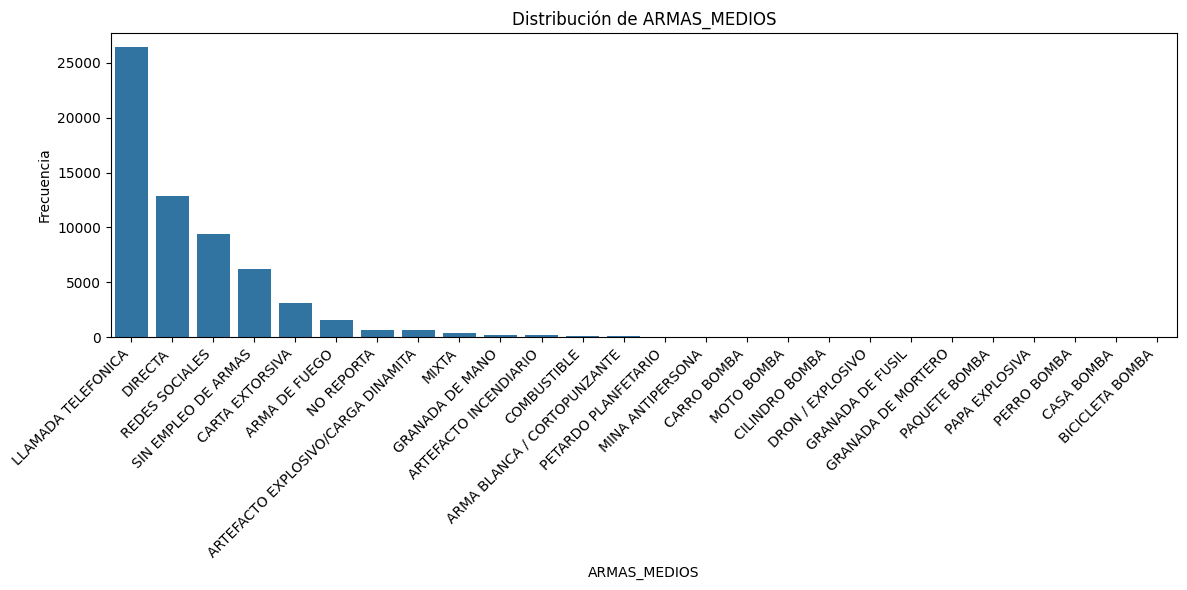 Distribución de ARMAS_MEDIOS
Frecuencia
25000
20000
15000
10000
5000
0
LLAMADA TELEFONICA
DIRECTA
REDES SOCIALES
SIN EMPLEO DE ARMAS
CARTA EXTORSIVA
ARMA DE FUEGO
NO REPORTA
ARTEFACTO EXPLOSIVO/CARGA DINAMITA
MIXTA
GRANADA DE MANO
ARTEFACTO INCENDIARIO
COMBUSTIBLE
ARMA BLANCA / CORTOPUNZANTE
PETARDO PLANFETARIO
MINA ANTIPERSONA
CARRO BOMBA
MOTO BOMBA
CILINDRO BOMBA
DRON / EXPLOSIVO
GRANADA DE FUSIL
GRANADA DE MORTERO
PAQUETE BOMBA
PAPA EXPLOSIVA
PERRO BOMBA
CASA BOMBA
BICICLETA BOMBA
ARMAS_MEDIOS